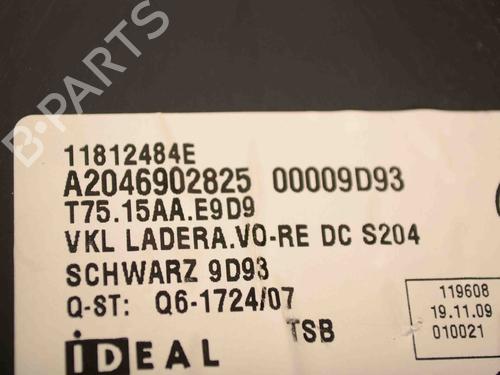 B-PARTS
11812484E
A2046902825 00009D93
T75.15AA.E9D9
VKL LADERA.VO-RE DC S204
SCHWARZ 9D93
Q-ST: Q6-1724/07
TSB
iDEAL
119608
19.11.09
010021